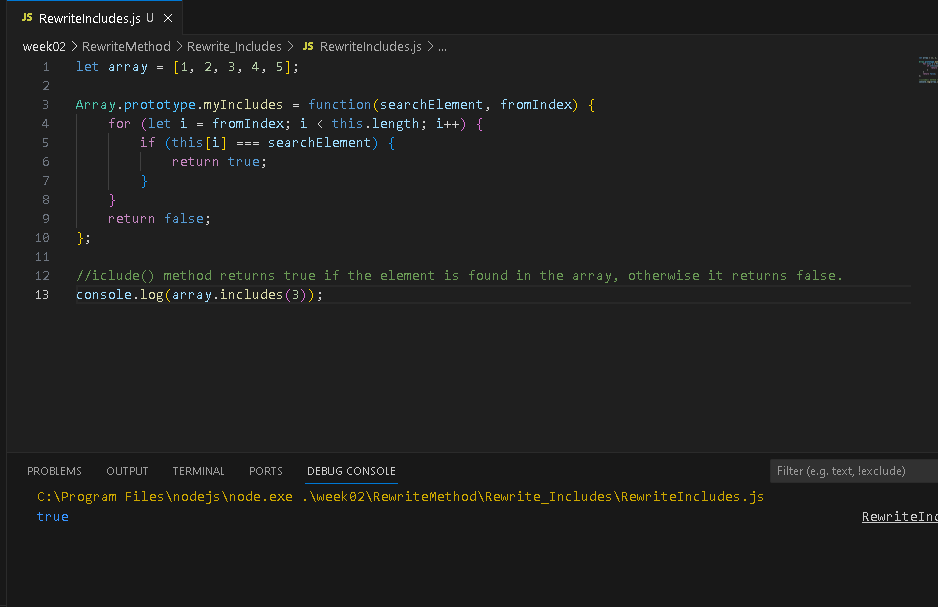 JS RewriteIncludes.js U ×
week02 > RewriteMethod > Rewrite_Includes > JS RewriteIncludes.js > ...
1 let array = [1, 2, 3, 4, 5];
2
3 Array.prototype.myIncludes = function(searchElement, fromIndex) {
4 for (let i = fromIndex; i < this.length; i++) {
5 if (this[i] === searchElement) {
6 return true;
7 }
8 }
9 return false;
10 };
11
12 //iclude() method returns true if the element is found in the array, otherwise it returns false.
13 console.log(array.includes(3));
PROBLEMS OUTPUT TERMINAL PORTS DEBUG CONSOLE Filter (e.g. text, !exclude)
C:\Program Files\nodejs\node.exe .\week02\RewriteMethod\Rewrite_Includes\RewriteIncludes.js
true RewriteInc